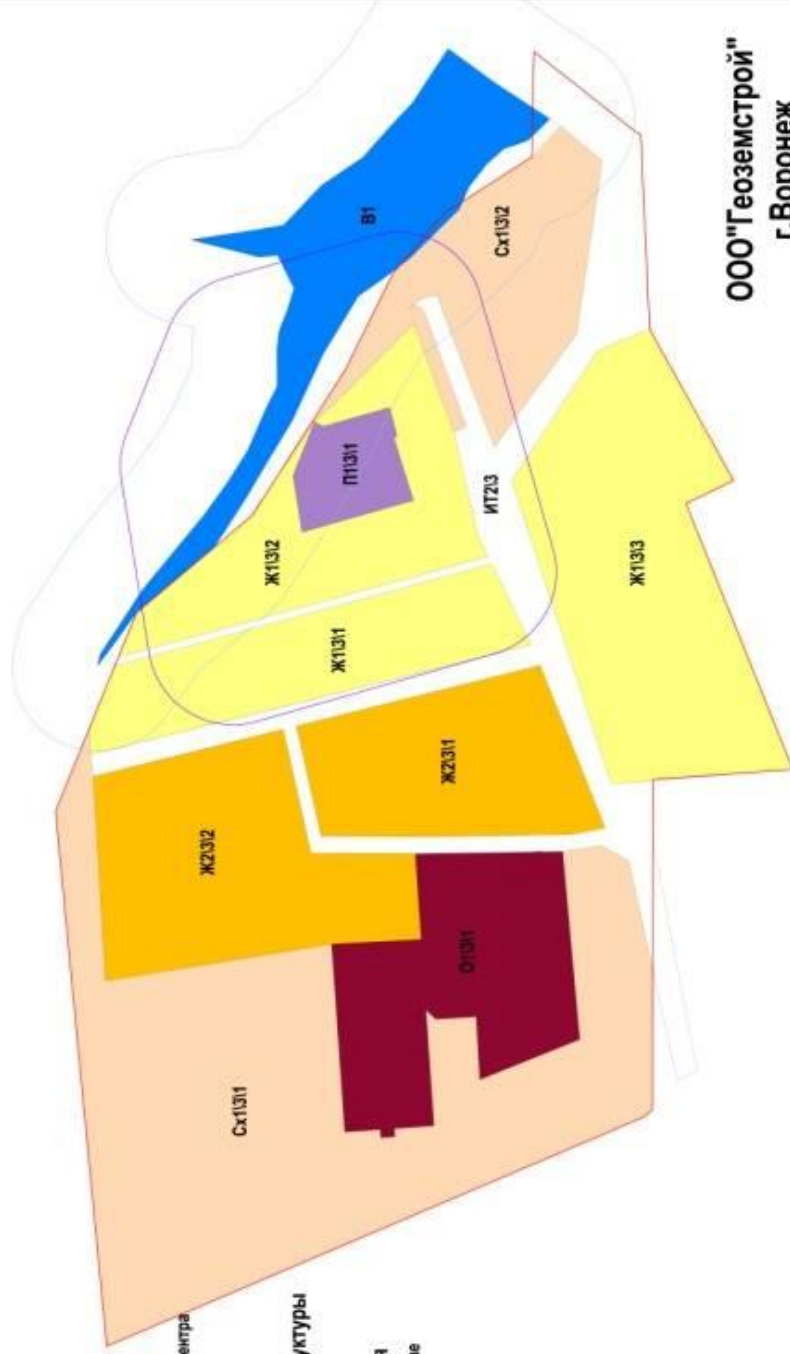 ООО"Геоземстрой"
г.Воронеж
В1
Сх1\3\2
П1\3\1
ИТ2\3
Ж1\3\2
Ж1\3\1
Ж1\3\3
Ж2\3\1
Ж2\3\2
О1\3\1
Сх1\3\1
ентра
уктуры
я
ие